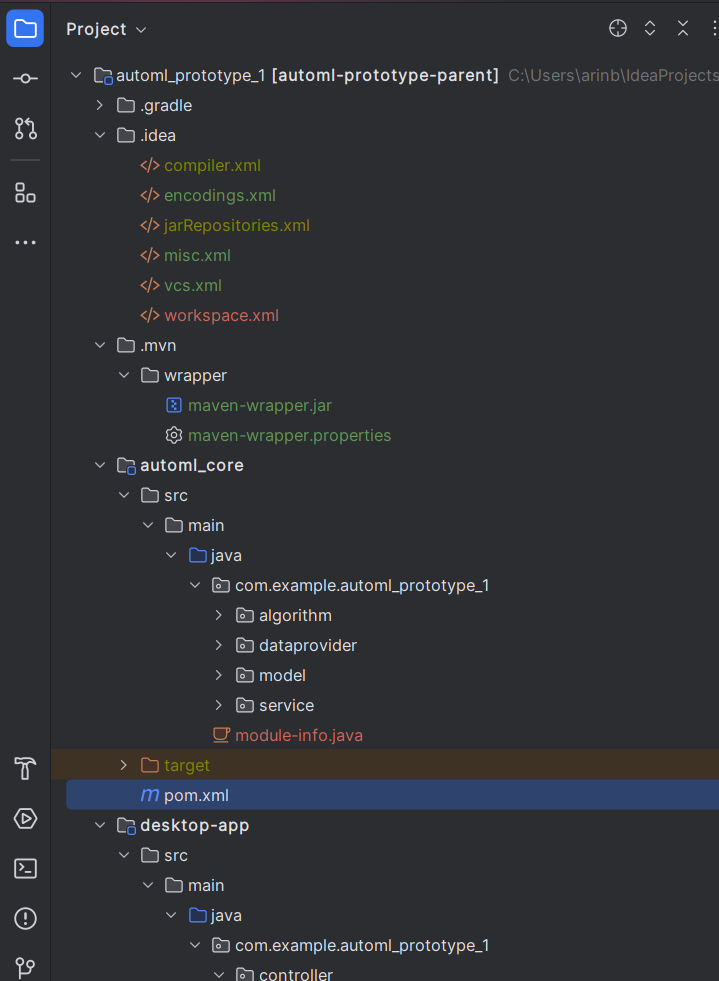 Project
automl_prototype_1 [automl-prototype-parent] C:\Users\arinb\IdeaProjects
.gradle
.idea
</> compiler.xml
</> encodings.xml
</> jarRepositories.xml
</> misc.xml
</> vcs.xml
</> workspace.xml
.mvn
wrapper
maven-wrapper.jar
maven-wrapper.properties
automl_core
src
main
java
com.example.automl_prototype_1
algorithm
dataprovider
model
service
module-info.java
target
m pom.xml
desktop-app
src
main
java
com.example.automl_prototype_1
controller